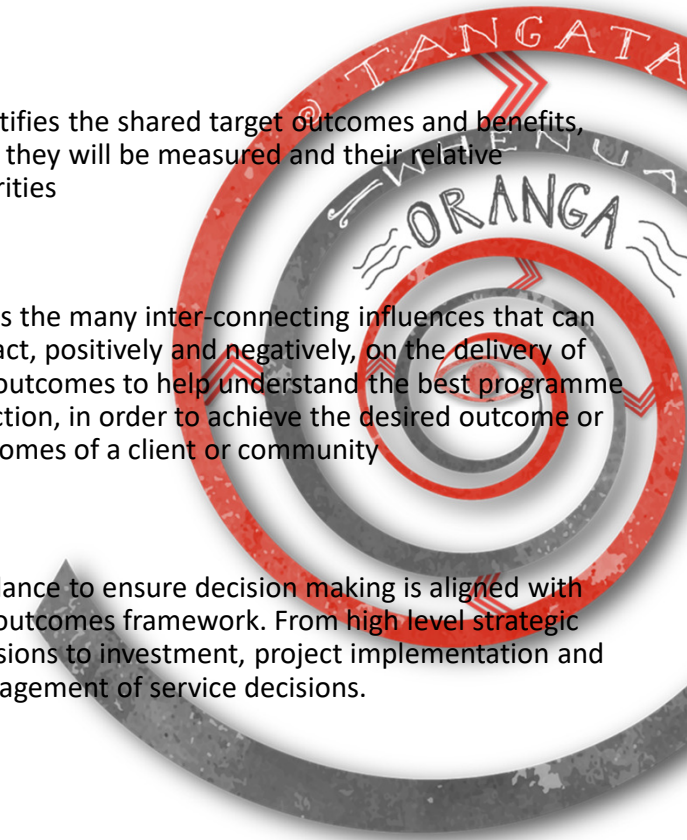 TANGATA
WHENUA
ORANGA
tifies the shared target outcomes and benefits,
they will be measured and their relative
rities
s the many inter-connecting influences that can
act, positively and negatively, on the delivery of
outcomes to help understand the best programme
ction, in order to achieve the desired outcome or
omes of a client or community
lance to ensure decision making is aligned with
outcomes framework. From high level strategic
sions to investment, project implementation and
agement of service decisions.